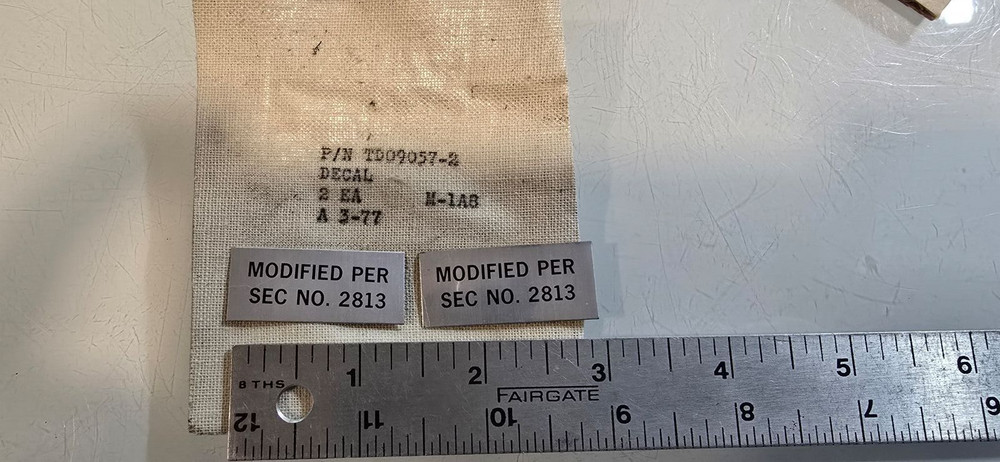 P/N TD09057-2
DECAL
2 EA M-1A8
A 3-77
MODIFIED PER
SEC NO. 2813
MODIFIED PER
SEC NO. 2813
8 THS
1 2 3 4 5 6
FAIRGATE
12 11 10 9 8 7 6